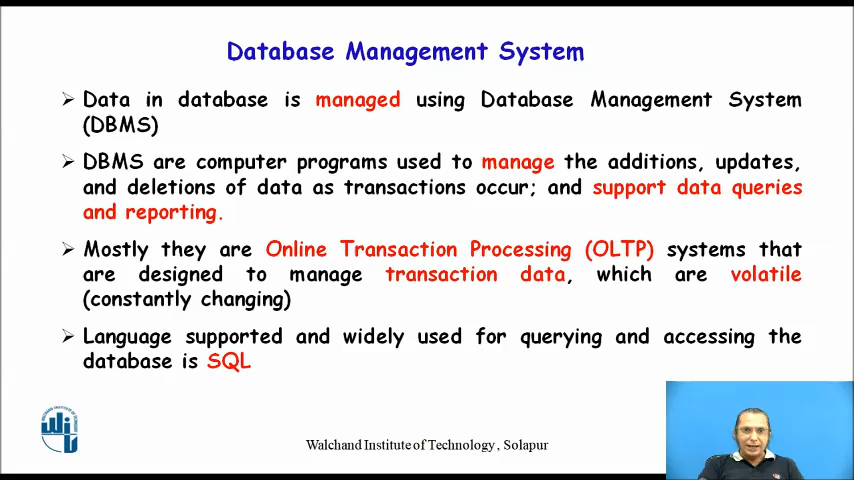 Database Management System
➢ Data in database is managed using Database Management System
(DBMS)
➢ DBMS are computer programs used to manage the additions, updates,
and deletions of data as transactions occur; and support data queries
and reporting.
➢ Mostly they are Online Transaction Processing (OLTP) systems that
are designed to manage transaction data, which are volatile
(constantly changing)
➢ Language supported and widely used for querying and accessing the
database is SQL
Walchand Institute of Technology, Solapur